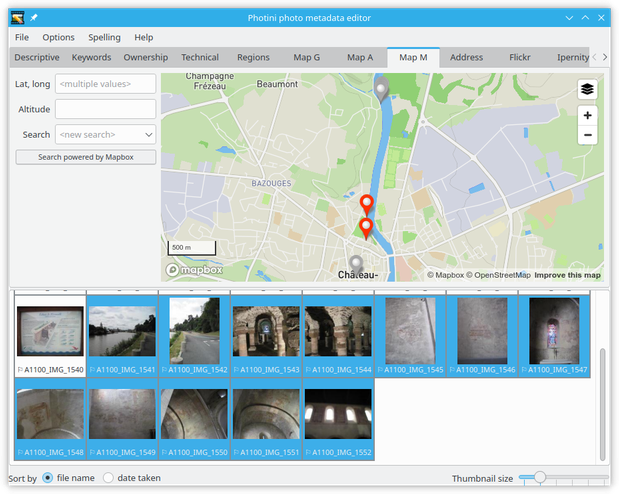 Photini photo metadata editor
File Options Spelling Help
Descriptive Keywords Ownership Technical Regions Map G Map A Map M Address Flickr Ipernity
Lat, long <multiple values>
Altitude
Search <new search>
Search powered by Mapbox
Champagne
Frézeau
Beaumont
BAZOUGES
500 m
Château-
mapbox
© Mapbox © OpenStreetMap Improve this map
A1100_IMG_1540 A1100_IMG_1541 A1100_IMG_1542 A1100_IMG_1543 A1100_IMG_1544 A1100_IMG_1545 A1100_IMG_1546 A1100_IMG_1547
A1100_IMG_1548 A1100_IMG_1549 A1100_IMG_1550 A1100_IMG_1551 A1100_IMG_1552
Sort by file name date taken Thumbnail size